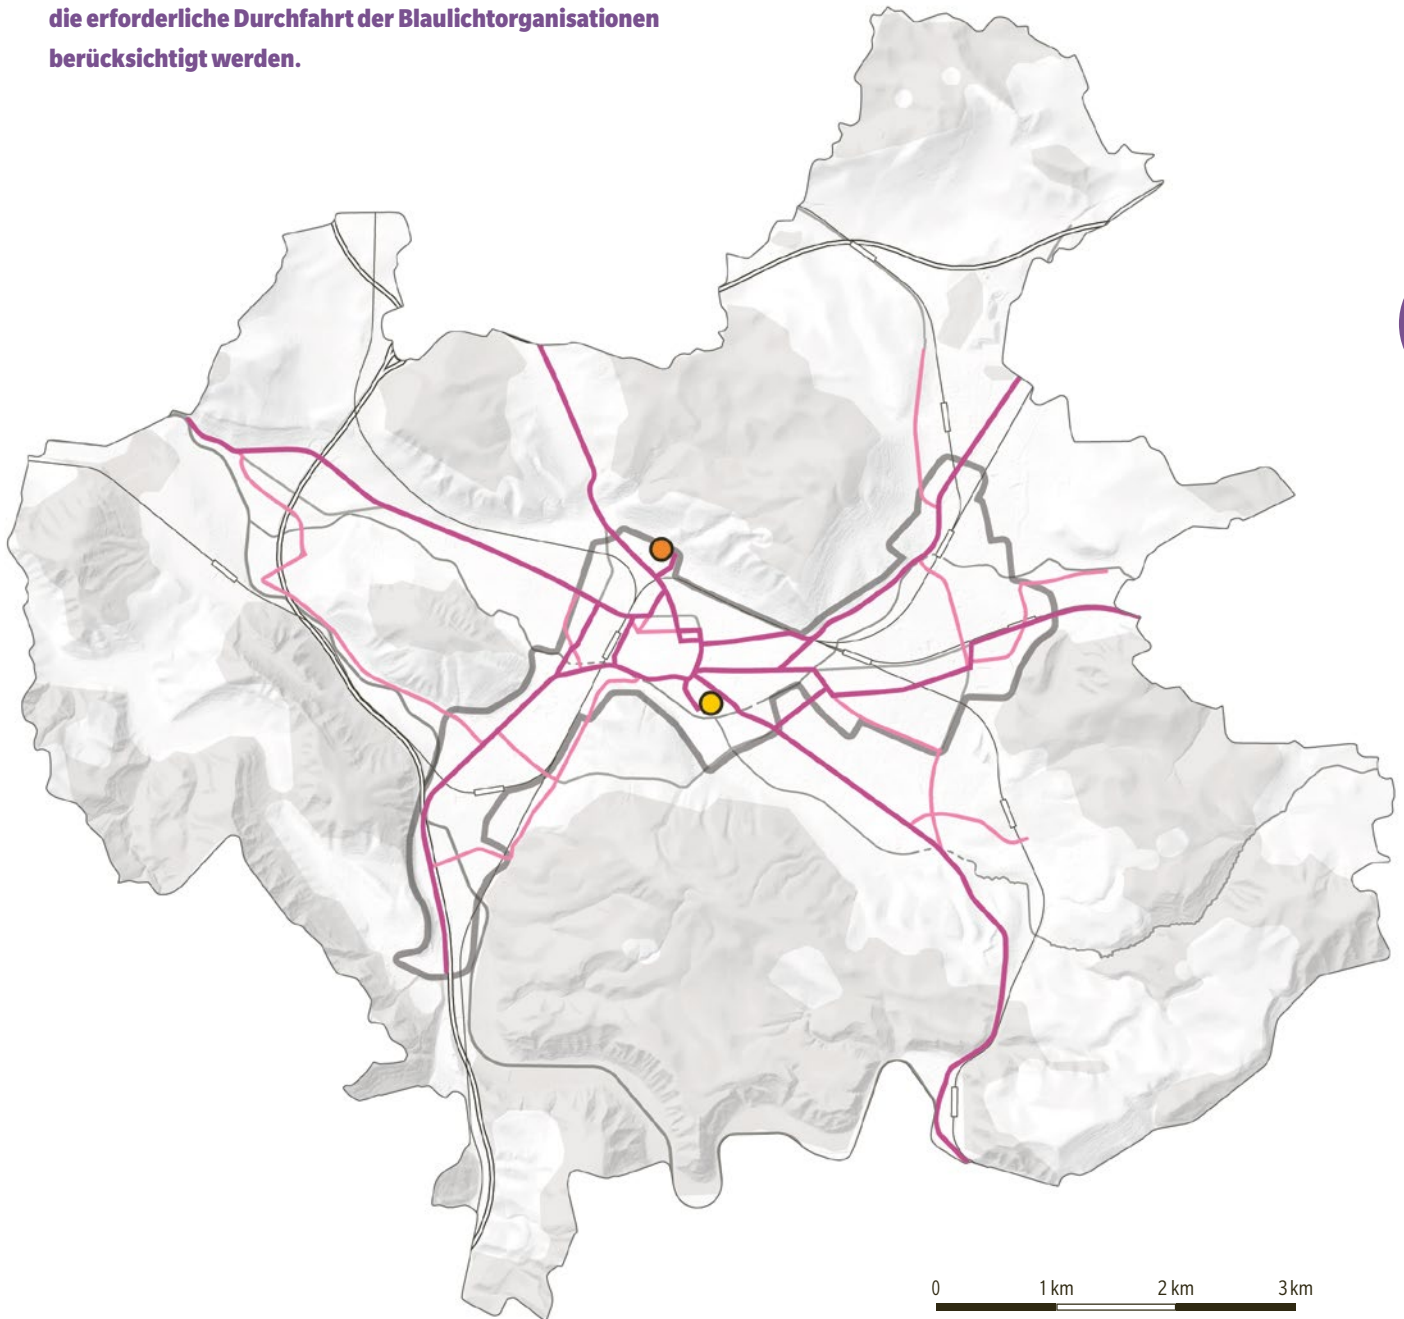 die erforderliche Durchfahrt der Blaulichtorganisationen
berücksichtigt werden.
0 1 km 2 km 3 km